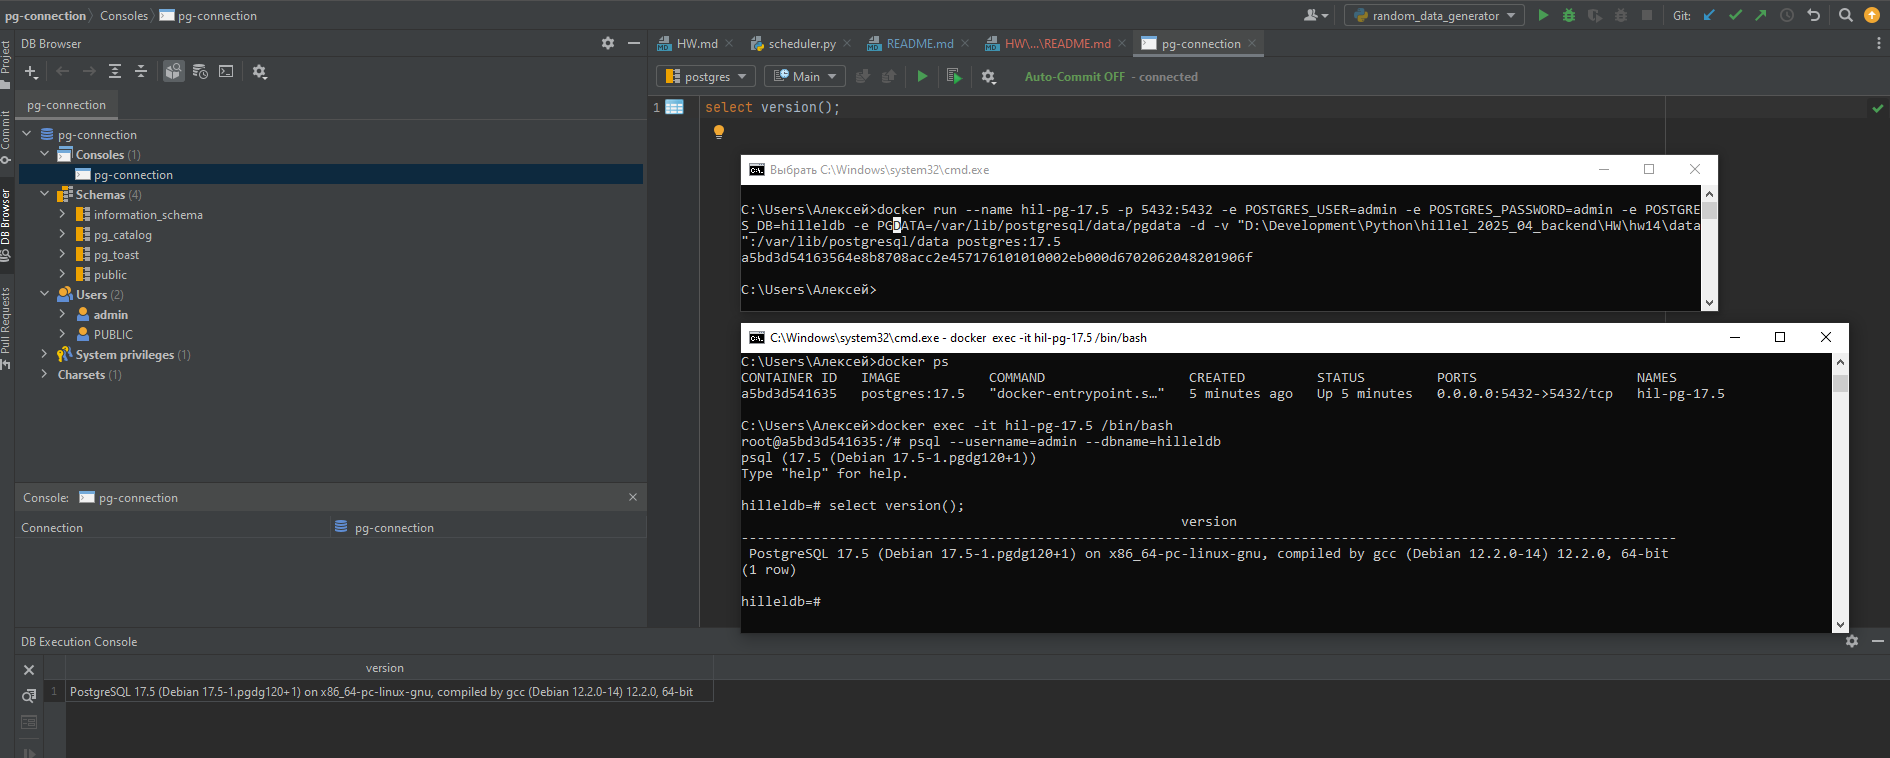 pg-connection Consoles pg-connection
random_data_generator
Git:
DB Browser
HW.md
scheduler.py
README.md
HW\...\README.md
pg-connection
Project
Commit
DB Browser
Pull Requests
postgres
Main
Auto-Commit OFF - connected
pg-connection
1 select version();
pg-connection
Consoles (1)
pg-connection
Schemas (4)
information_schema
pg_catalog
pg_toast
public
Users (2)
admin
PUBLIC
System privileges (1)
Charsets (1)
Console: pg-connection
Connection pg-connection
Выбрать C:\Windows\system32\cmd.exe
C:\Users\Алексей>docker run --name hil-pg-17.5 -p 5432:5432 -e POSTGRES_USER=admin -e POSTGRES_PASSWORD=admin -e POSTGRE
S_DB=hilleldb -e PGDATA=/var/lib/postgresql/data/pgdata -d -v "D:\Development\Python\hillel_2025_04_backend\HW\hw14\data
":/var/lib/postgresql/data postgres:17.5
a5bd3d54163564e8b8708acc2e457176101010002eb000d6702062048201906f
C:\Users\Алексей>
C:\Windows\system32\cmd.exe - docker exec -it hil-pg-17.5 /bin/bash
C:\Users\Алексей>docker ps
CONTAINER ID IMAGE COMMAND CREATED STATUS PORTS NAMES
a5bd3d541635 postgres:17.5 "docker-entrypoint.s…" 5 minutes ago Up 5 minutes 0.0.0.0:5432->5432/tcp hil-pg-17.5
C:\Users\Алексей>docker exec -it hil-pg-17.5 /bin/bash
root@a5bd3d541635:/# psql --username=admin --dbname=hilleldb
psql (17.5 (Debian 17.5-1.pgdg120+1))
Type "help" for help.
hilleldb=# select version();
version
---------------------------------------------------------------------------------------------------------------------
PostgreSQL 17.5 (Debian 17.5-1.pgdg120+1) on x86_64-pc-linux-gnu, compiled by gcc (Debian 12.2.0-14) 12.2.0, 64-bit
(1 row)
hilleldb=#
DB Execution Console
version
1 PostgreSQL 17.5 (Debian 17.5-1.pgdg120+1) on x86_64-pc-linux-gnu, compiled by gcc (Debian 12.2.0-14) 12.2.0, 64-bit